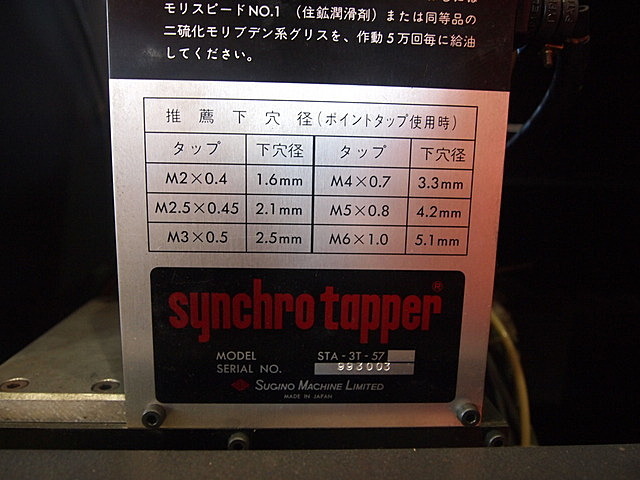 モリスピードNO.1 (住鉱潤滑剤) または同等品の
二硫化モリブデン系グリスを、作動5万回毎に給油
してください。
推薦下穴径(ポイントタップ使用時)
タップ 下穴径 タップ 下穴径
M2×0.4 1.6mm M4×0.7 3.3mm
M2.5×0.45 2.1mm M5×0.8 4.2mm
M3×0.5 2.5mm M6×1.0 5.1mm
synchro tapper®
MODEL STA-3T-57
SERIAL NO. 993003
SUGINO MACHINE LIMITED
MADE IN JAPAN